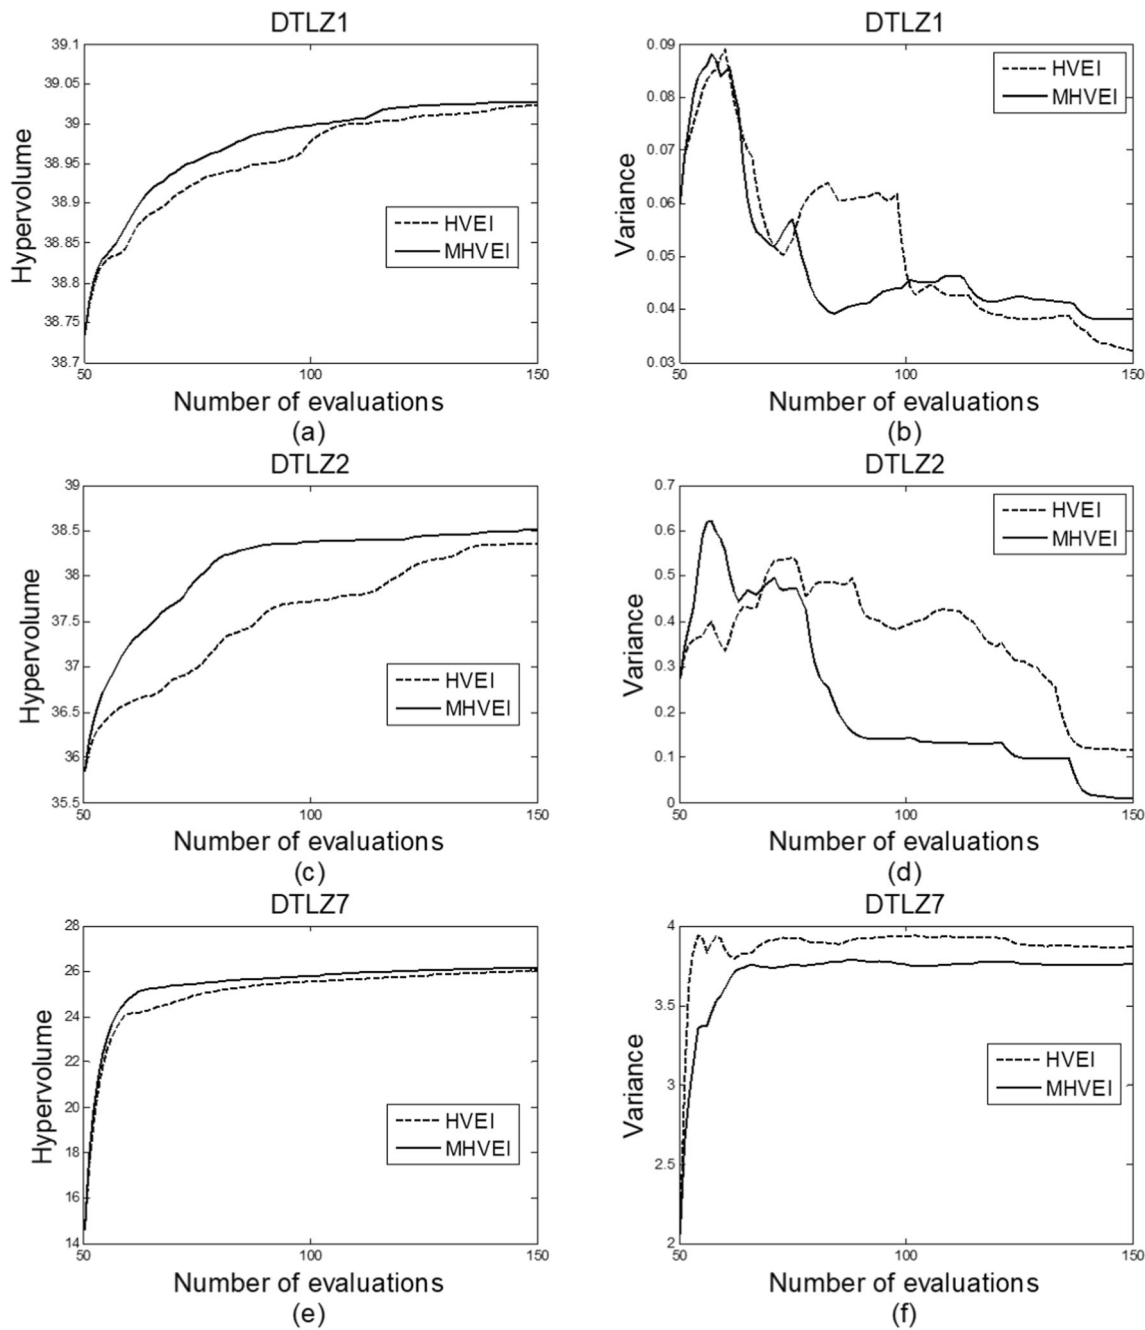 DTLZ1
39.1
39.05
39
38.95
38.9
38.85
38.8
38.75
38.7
Hypervolume
HVEI
MHVEI
50
100
150
Number of evaluations
(a)
DTLZ1
0.09
0.08
0.07
0.06
0.05
0.04
0.03
Variance
HVEI
MHVEI
50
100
150
Number of evaluations
(b)
DTLZ2
39
38.5
38
37.5
37
36.5
36
35.5
Hypervolume
HVEI
MHVEI
50
100
150
Number of evaluations
(c)
DTLZ2
0.7
0.6
0.5
0.4
0.3
0.2
0.1
0
Variance
HVEI
MHVEI
50
100
150
Number of evaluations
(d)
DTLZ7
28
26
24
22
20
18
16
14
Hypervolume
HVEI
MHVEI
50
100
150
Number of evaluations
(e)
DTLZ7
4
3.5
3
2.5
2
Variance
HVEI
MHVEI
50
100
150
Number of evaluations
(f)